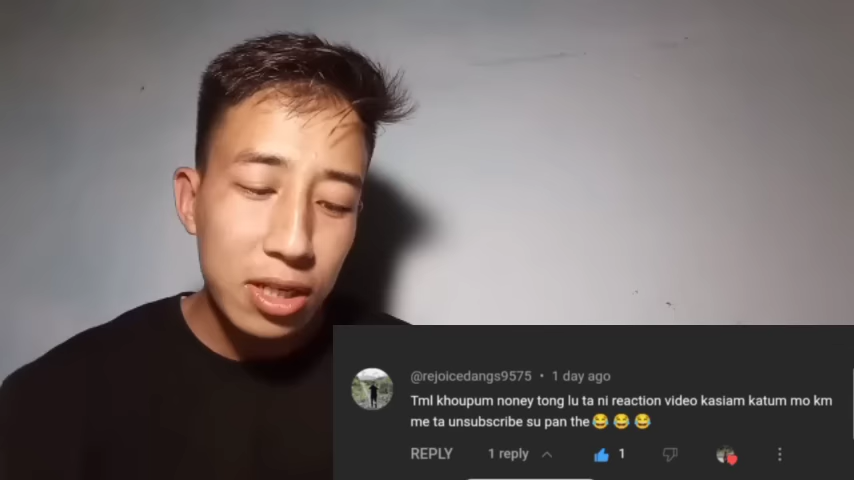 @rejoicedangs9575 • 1 day ago
Tml khoupum noney tong lu ta ni reaction video kasiam katum mo km
me ta unsubscribe su pan the😂😂😂
REPLY 1 reply 1